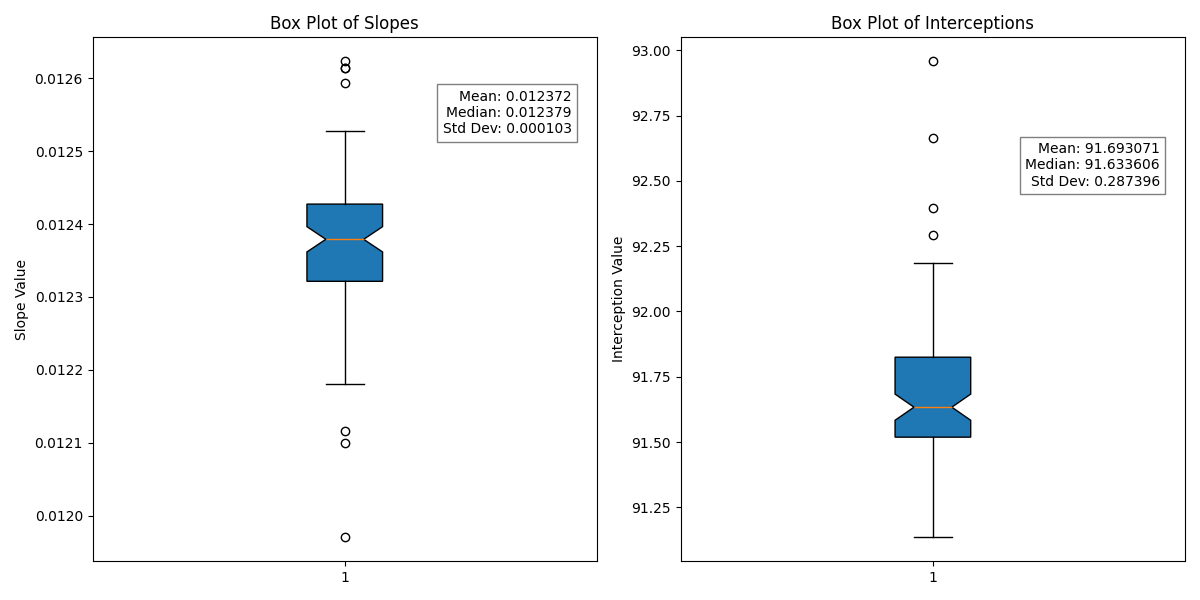 Box Plot of Slopes
Slope Value
0.0126
0.0125
0.0124
0.0123
0.0122
0.0121
0.0120
Mean: 0.012372
Median: 0.012379
Std Dev: 0.000103
1
Box Plot of Interceptions
Interception Value
93.00
92.75
92.50
92.25
92.00
91.75
91.50
91.25
Mean: 91.693071
Median: 91.633606
Std Dev: 0.287396
1